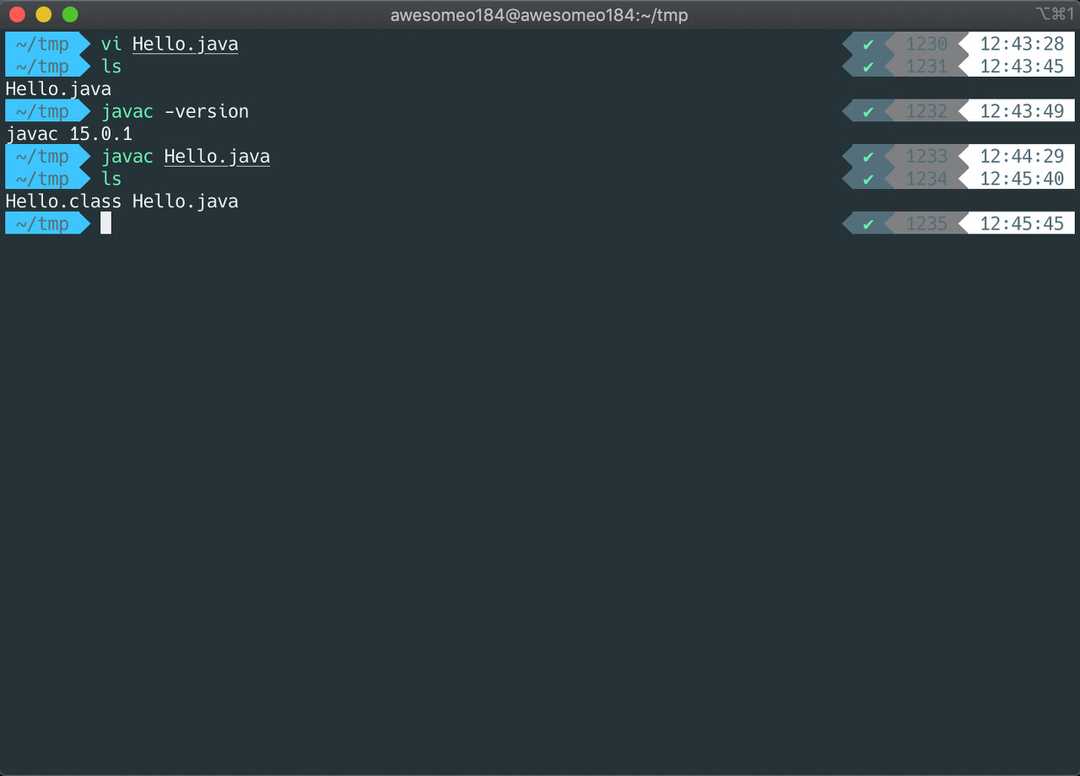 awesomeo184@awesomeo184:~/tmp ⌥⌘1
~/tmp vi Hello.java ✔ 1230 12:43:28
~/tmp ls ✔ 1231 12:43:45
Hello.java
~/tmp javac -version ✔ 1232 12:43:49
javac 15.0.1
~/tmp javac Hello.java ✔ 1233 12:44:29
~/tmp ls ✔ 1234 12:45:40
Hello.class Hello.java
~/tmp ✔ 1235 12:45:45